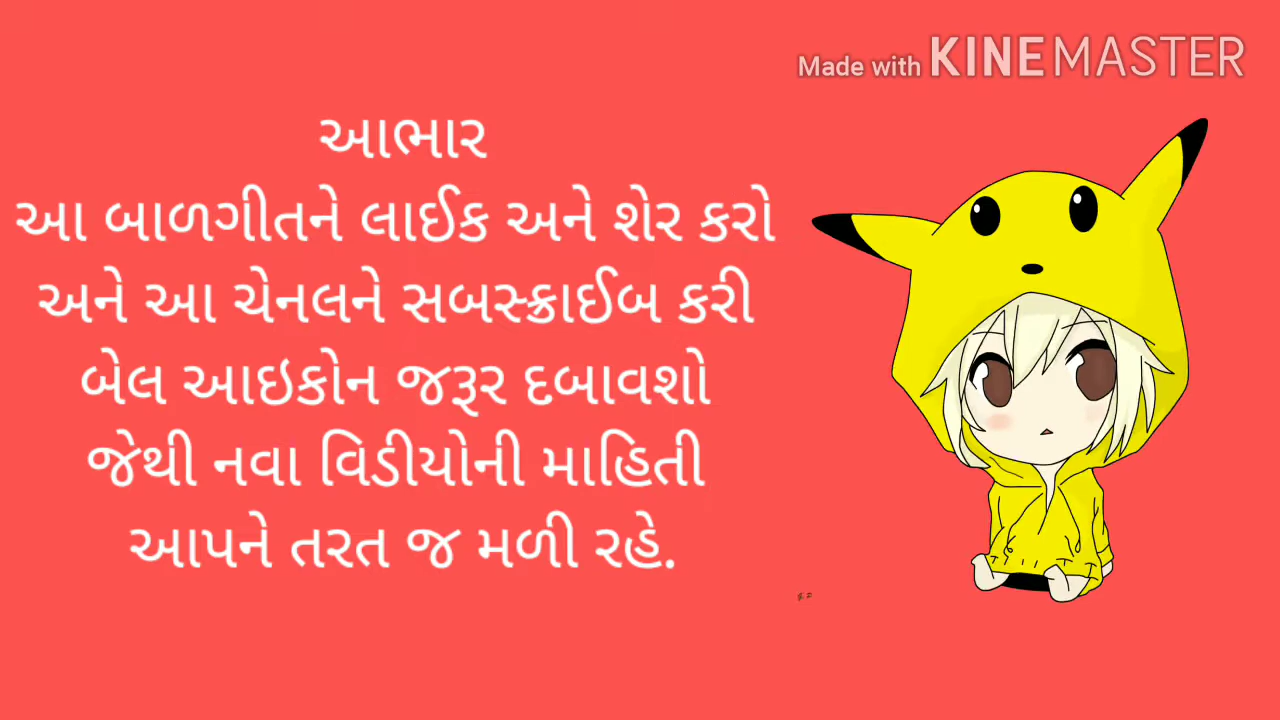 Made with KINEMASTER
આભાર
આ બાળગીતને લાઈક અને શેર કરો
અને આ ચેનલને સબસ્ક્રાઈબ કરી
બેલ આઇકોન જરૂર દબાવશો
જેથી નવા વિડીયોની માહિતી
આપને તરત જ મળી રહે.